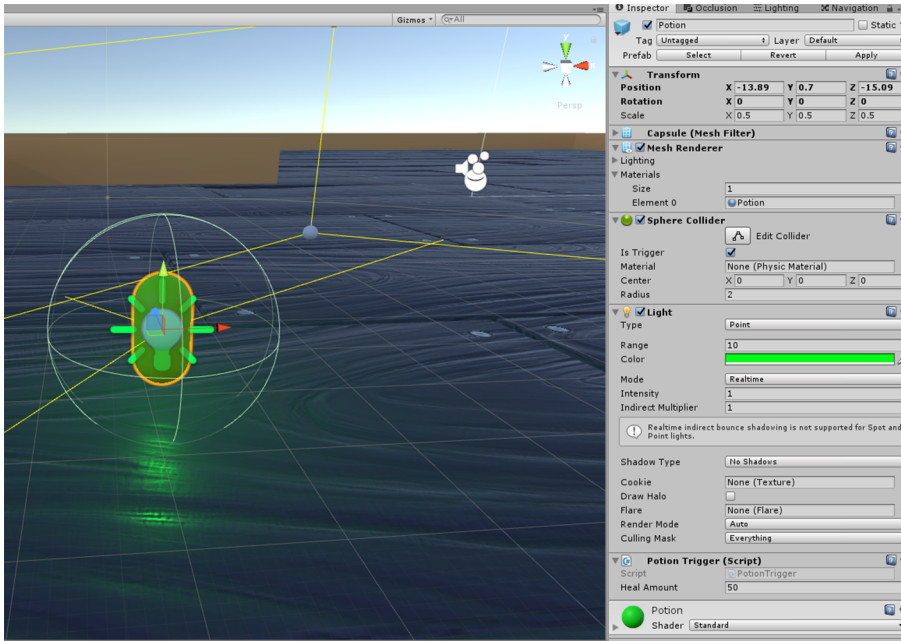 Gizmos
All
y
Persp
Inspector
Occlusion
Lighting
Navigation
Potion
Static
Tag Untagged Layer Default
Prefab Select Revert Apply
Transform
Position X -13.89 Y 0.7 Z -15.09
Rotation X 0 Y 0 Z 0
Scale X 0.5 Y 0.5 Z 0.5
Capsule (Mesh Filter)
Mesh Renderer
Lighting
Materials
Size 1
Element 0 Potion
Sphere Collider
Edit Collider
Is Trigger
Material None (Physic Material)
Center X 0 Y 0 Z 0
Radius 2
Light
Type Point
Range 10
Color
Mode Realtime
Intensity 1
Indirect Multiplier 1
Realtime indirect bounce shadowing is not supported for Spot and
Point lights.
Shadow Type No Shadows
Cookie None (Texture)
Draw Halo
Flare None (Flare)
Render Mode Auto
Culling Mask Everything
Potion Trigger (Script)
Script PotionTrigger
Heal Amount 50
Potion
Shader Standard